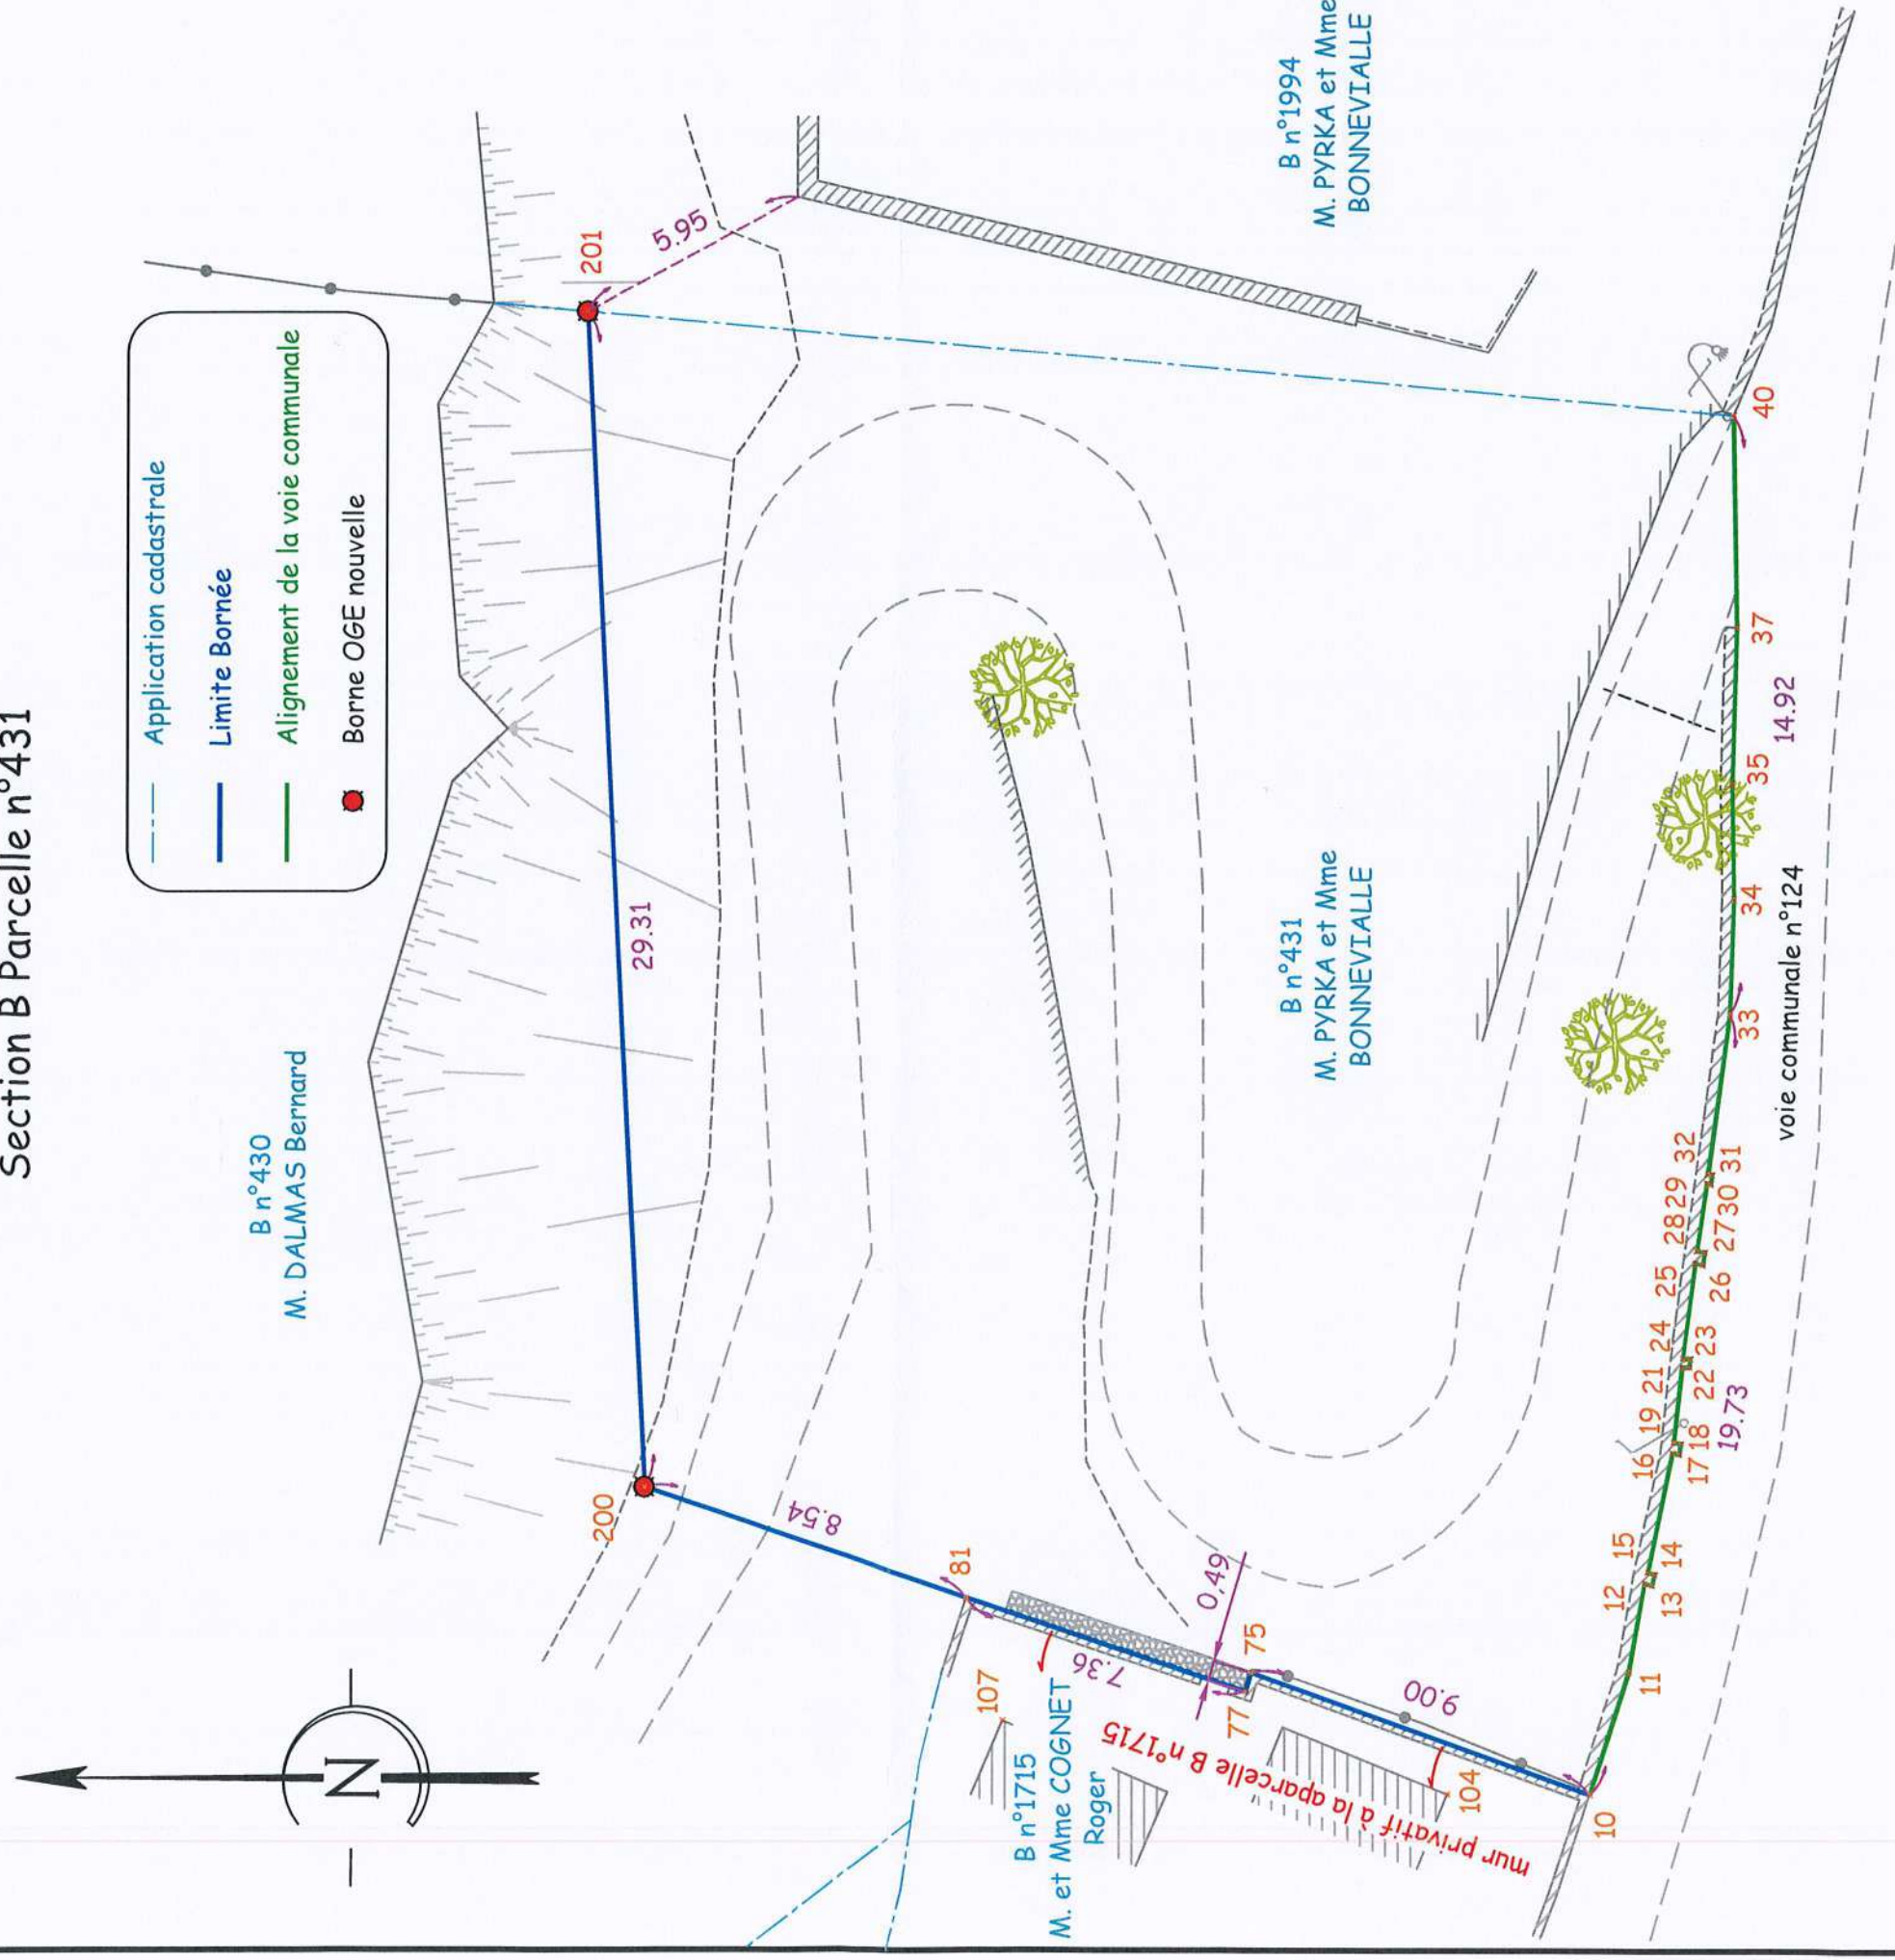 Section B Parcelle n°431
Application cadastrale
Limite Bornée
Alignement de la voie communale
Borne OGE nouvelle
N
B n°430
M. DALMAS Bernard
B n°1994
M. PYRKA et Mme
BONNEVIALLE
B n°431
M. PYRKA et Mme
BONNEVIALLE
B n°1715
M. et Mme COGNET
Roger
mur privatif à la aparcelle B n°1715
voie communale n°124
200
29.31
201
5.95
8.54
81
107
7.36
0,49
77
75
9.00
104
10
11
12
13
14
15
16
17
18
19
19.73
21
22
23
24
25
26
27
28
29
30
31
32
33
34
35
14.92
37
40